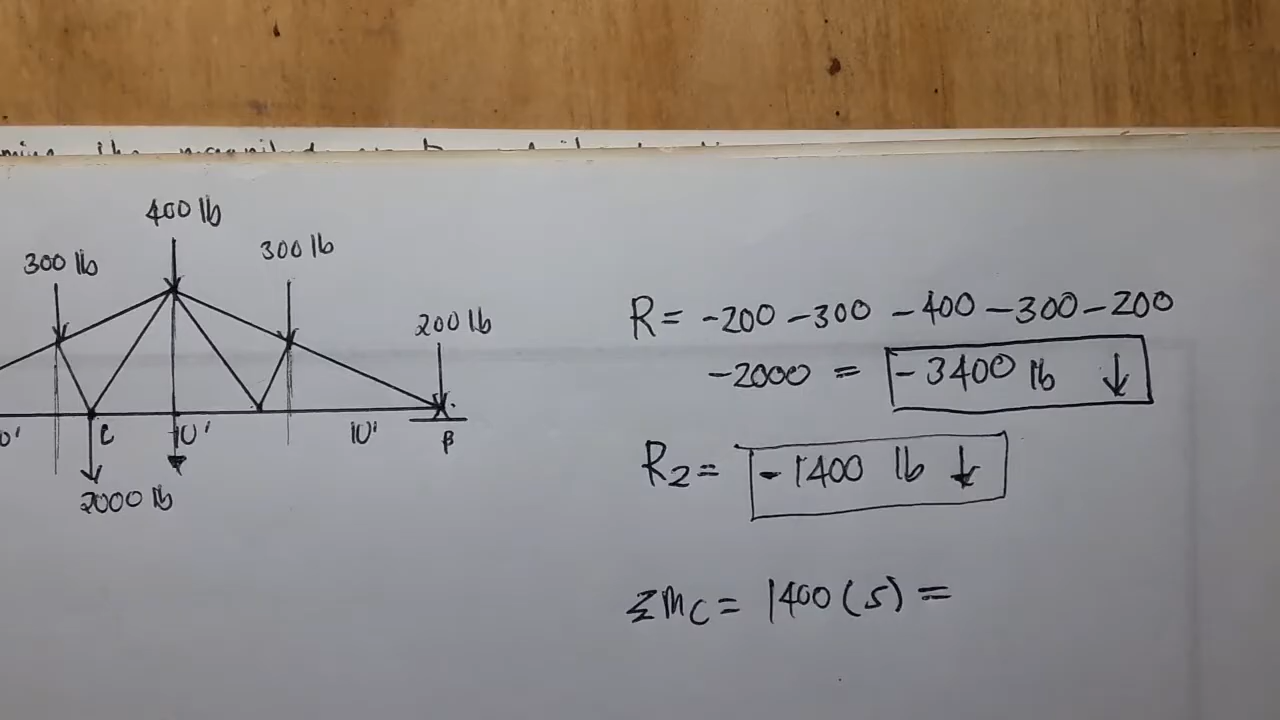 400 lb
300 lb
300 lb
200 lb
0'
C
10'
10'
B
2000 lb
R = -200 -300 -400 -300 -200
-2000 = -3400 lb ↓
R2 = -1400 lb ↓
ΣMC = 1400 (5) =